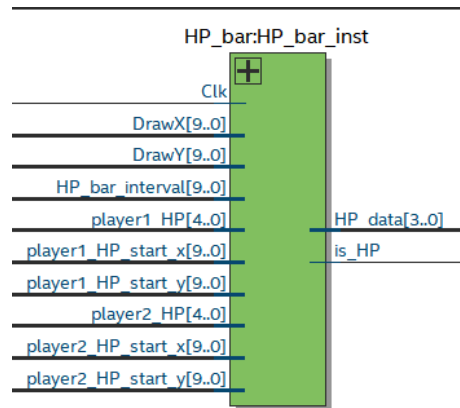 HP_bar:HP_bar_inst
Clk
DrawX[9..0]
DrawY[9..0]
HP_bar_interval[9..0]
player1_HP[4..0]
HP_data[3..0]
player1_HP_start_x[9..0]
is_HP
player1_HP_start_y[9..0]
player2_HP[4..0]
player2_HP_start_x[9..0]
player2_HP_start_y[9..0]